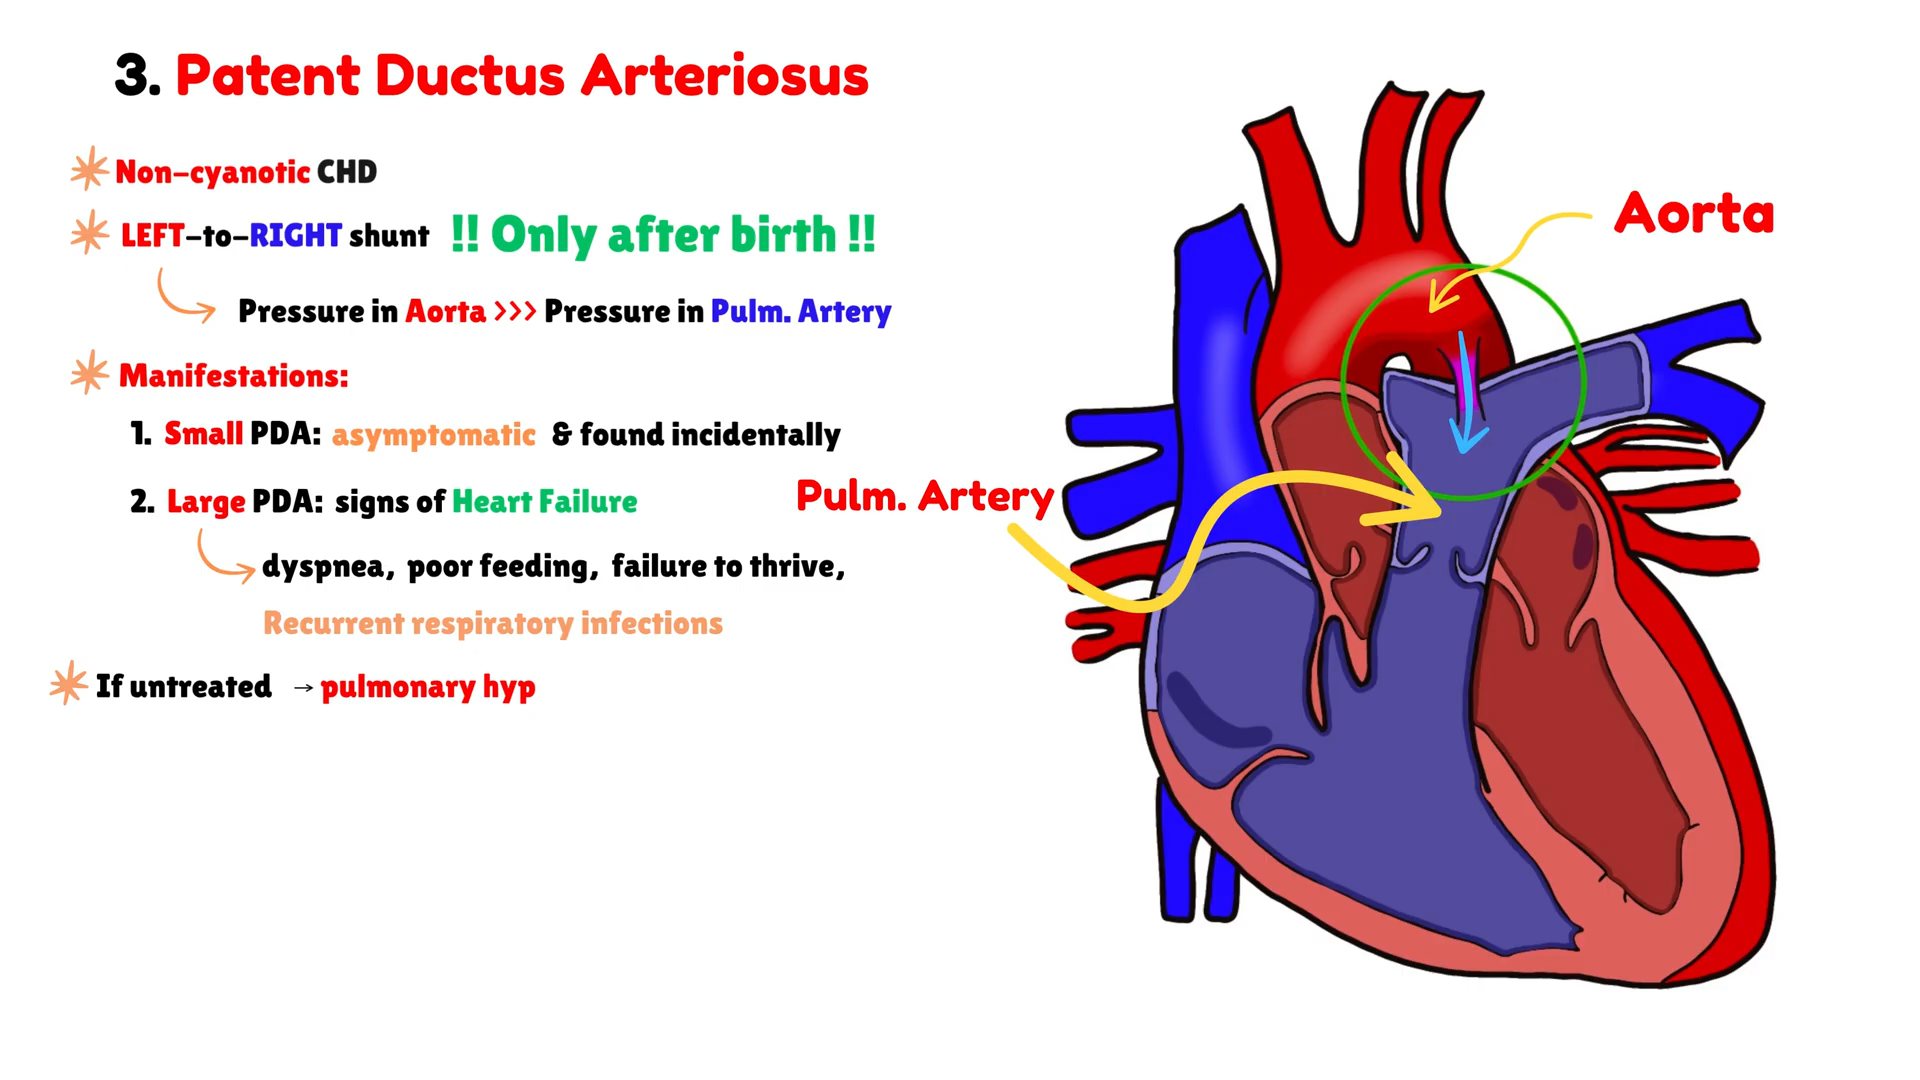 3. Patent Ductus Arteriosus
Non-cyanotic CHD
LEFT-to-RIGHT shunt !! Only after birth !!
Pressure in Aorta >>> Pressure in Pulm. Artery
Manifestations:
1. Small PDA: asymptomatic & found incidentally
2. Large PDA: signs of Heart Failure
dyspnea, poor feeding, failure to thrive,
Recurrent respiratory infections
If untreated → pulmonary hyp
Aorta
Pulm. Artery